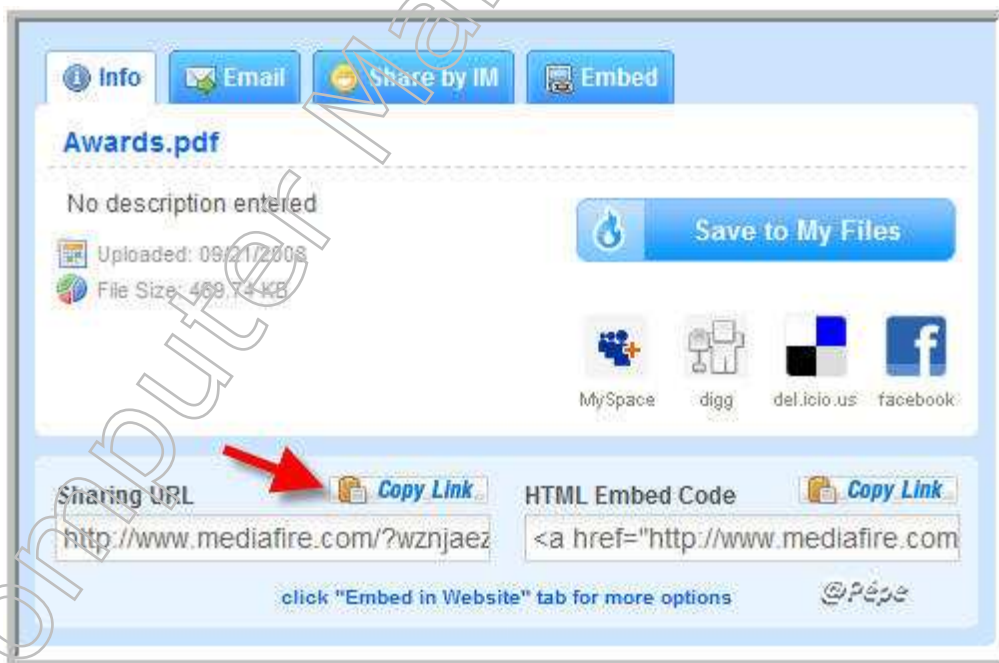 Info Email Share by IM Embed
Awards.pdf
No description entered
Save to My Files
Uploaded: 09/21/2008
File Size: 469.74 KB
MySpace digg del.icio.us facebook
Sharing URL Copy Link HTML Embed Code Copy Link
http://www.mediafire.com/?wznjaez <a href="http://www.mediafire.com
click "Embed in Website" tab for more options @Pépe